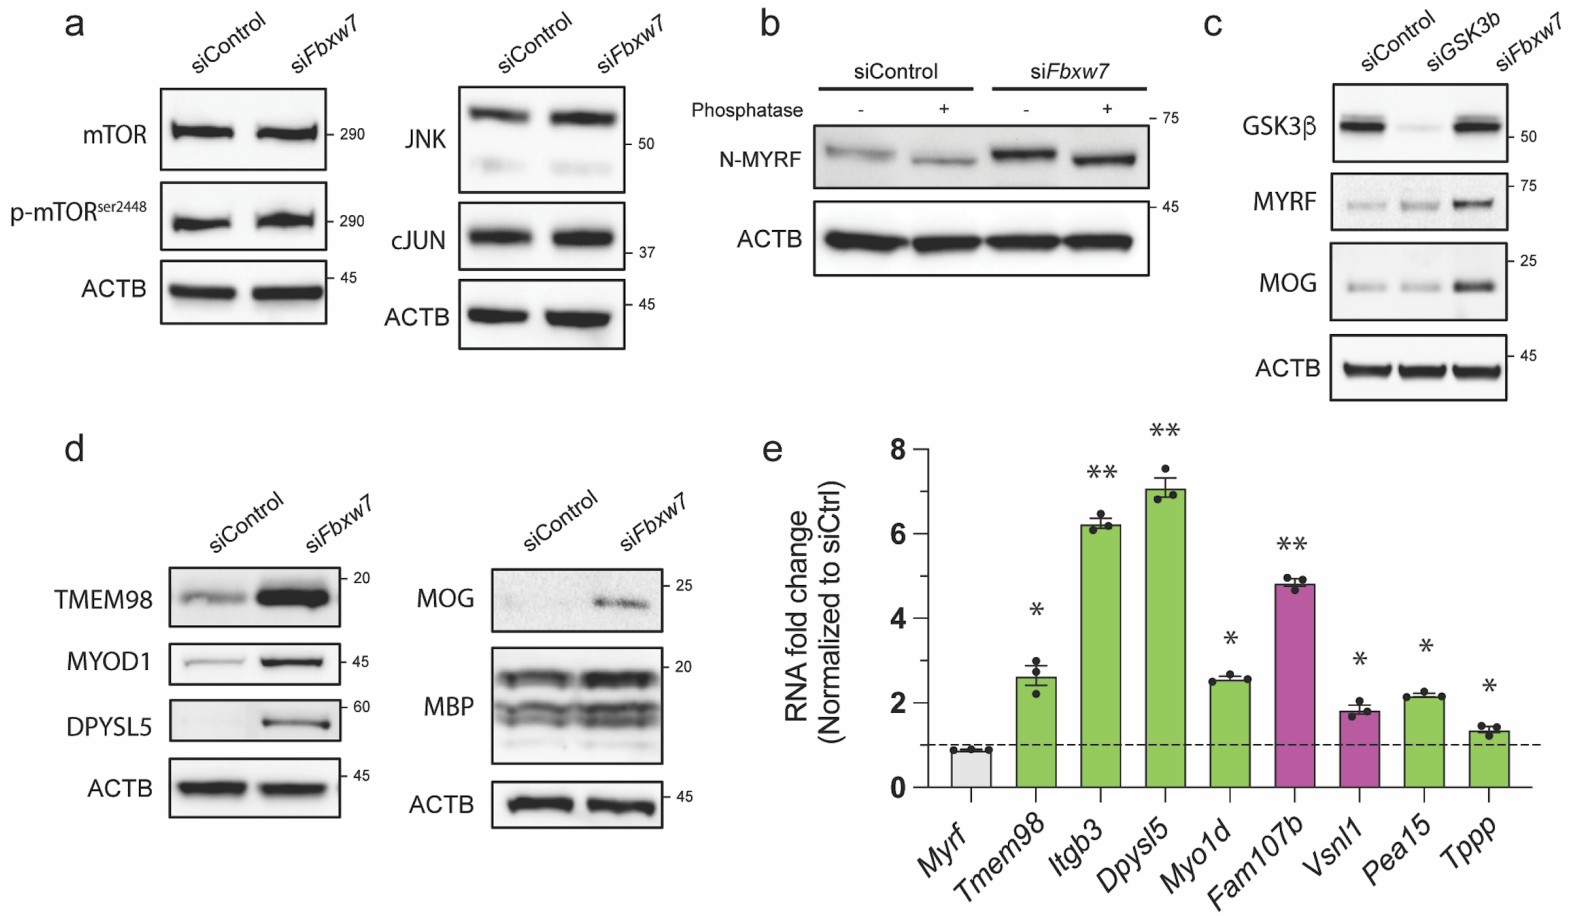 a
siControl
siFbxw7
mTOR
290
p-mTORser2448
290
ACTB
45
siControl
siFbxw7
JNK
50
cJUN
37
ACTB
45
b
siControl
siFbxw7
Phosphatase
- + - +
75
N-MYRF
45
ACTB
c
siControl
siGSK3b
siFbxw7
GSK3β
50
75
MYRF
25
MOG
45
ACTB
d
siControl
siFbxw7
TMEM98
20
MYOD1
45
DPYSL5
60
ACTB
45
siControl
siFbxw7
MOG
25
MBP
20
ACTB
45
e
RNA fold change
(Normalized to siCtrl)
8
6
4
2
0
*
**
**
*
**
*
*
*
Myrf
Tmem98
Itgb3
Dpysl5
Myo1d
Fam107b
Vsnl1
Pea15
Tppp